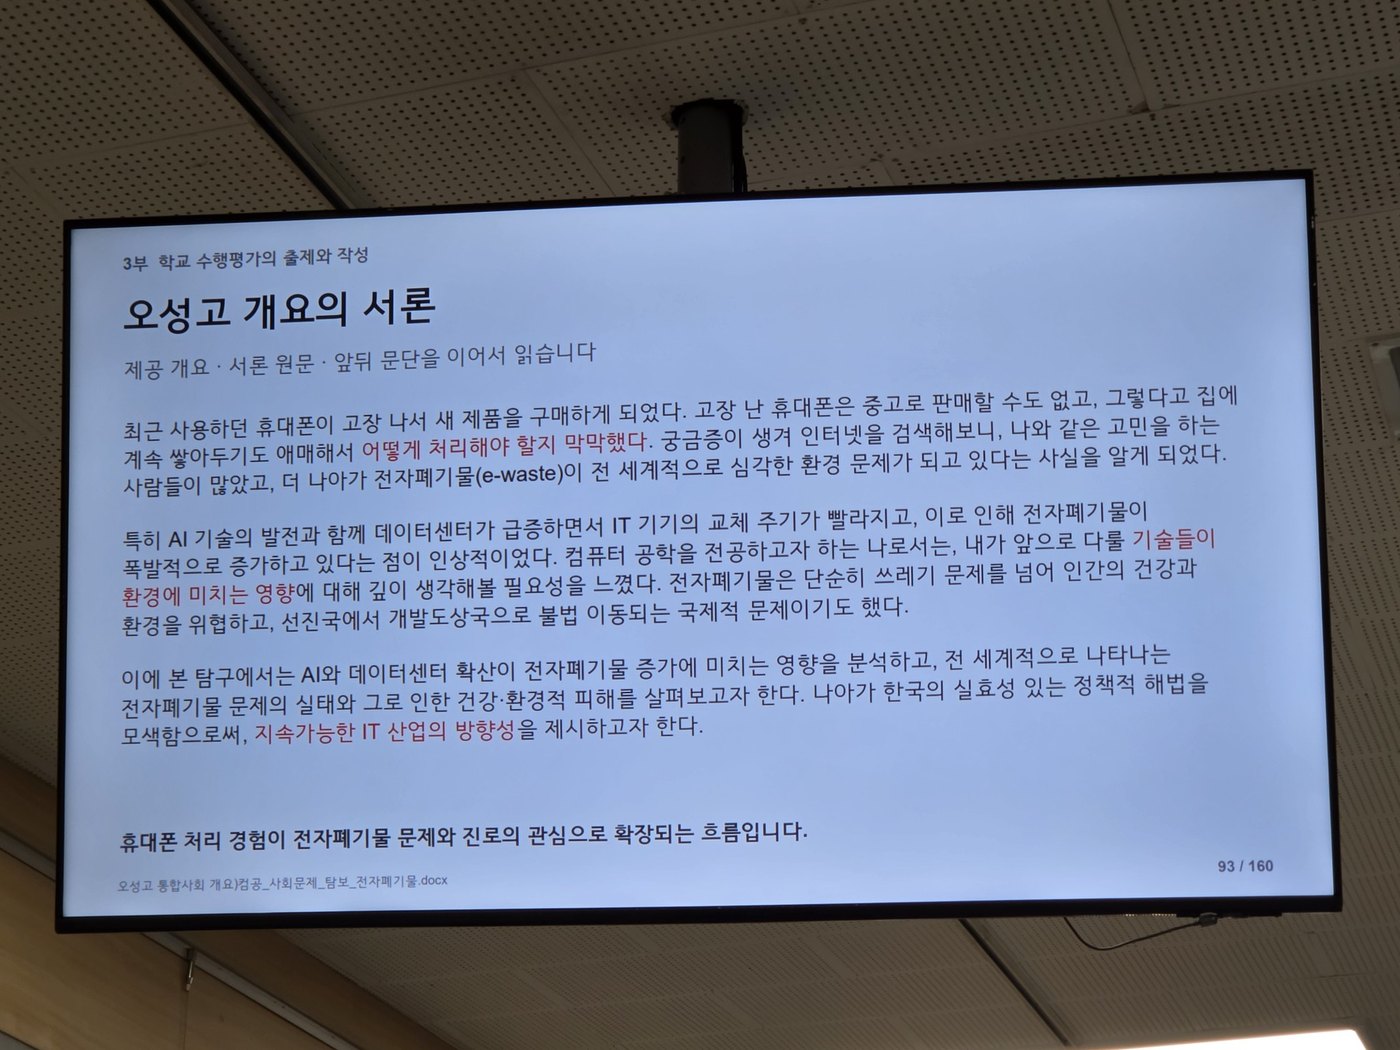 3부 학교 수행평가의 출제와 작성
오성고 개요의 서론
제공 개요 · 서론 원문 · 앞뒤 문단을 이어서 읽습니다
최근 사용하던 휴대폰이 고장 나서 새 제품을 구매하게 되었다. 고장 난 휴대폰은 중고로 판매할 수도 없고, 그렇다고 집에
계속 쌓아두기도 애매해서 어떻게 처리해야 할지 막막했다. 궁금증이 생겨 인터넷을 검색해보니, 나와 같은 고민을 하는
사람들이 많았고, 더 나아가 전자폐기물(e-waste)이 전 세계적으로 심각한 환경 문제가 되고 있다는 사실을 알게 되었다.
특히 AI 기술의 발전과 함께 데이터센터가 급증하면서 IT 기기의 교체 주기가 빨라지고, 이로 인해 전자폐기물이
폭발적으로 증가하고 있다는 점이 인상적이었다. 컴퓨터 공학을 전공하고자 하는 나로서는, 내가 앞으로 다룰 기술들이
환경에 미치는 영향에 대해 깊이 생각해볼 필요성을 느꼈다. 전자폐기물은 단순히 쓰레기 문제를 넘어 인간의 건강과
환경을 위협하고, 선진국에서 개발도상국으로 불법 이동되는 국제적 문제이기도 했다.
이에 본 탐구에서는 AI와 데이터센터 확산이 전자폐기물 증가에 미치는 영향을 분석하고, 전 세계적으로 나타나는
전자폐기물 문제의 실태와 그로 인한 건강·환경적 피해를 살펴보고자 한다. 나아가 한국의 실효성 있는 정책적 해법을
모색함으로써, 지속가능한 IT 산업의 방향성을 제시하고자 한다.
휴대폰 처리 경험이 전자폐기물 문제와 진로의 관심으로 확장되는 흐름입니다.
오성고 통합사회 개요)컴공_사회문제_탐보_전자폐기물.docx
93 / 160